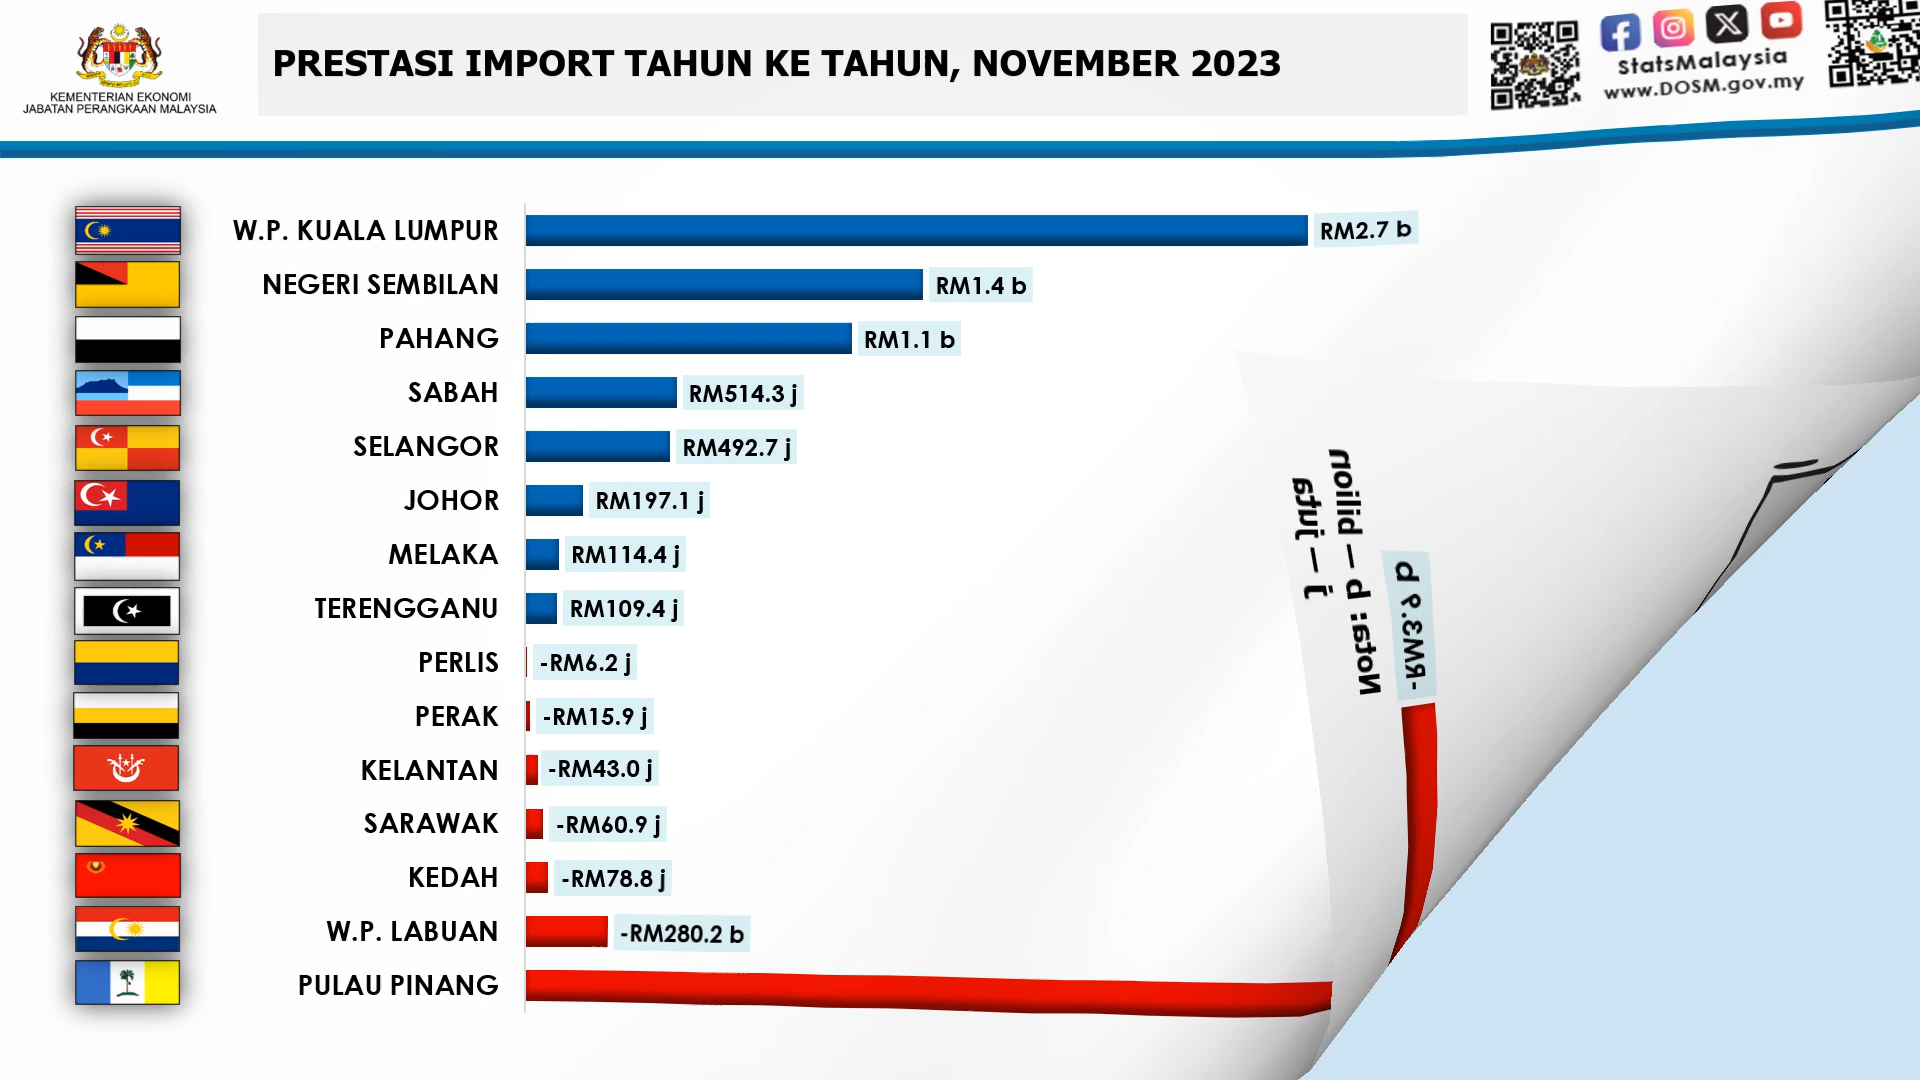 KEMENTERIAN EKONOMI
JABATAN PERANGKAAN MALAYSIA
PRESTASI IMPORT TAHUN KE TAHUN, NOVEMBER 2023
StatsMalaysia
www.DOSM.gov.my
W.P. KUALA LUMPUR RM2.7 b
NEGERI SEMBILAN RM1.4 b
PAHANG RM1.1 b
SABAH RM514.3 j
SELANGOR RM492.7 j
JOHOR RM197.1 j
MELAKA RM114.4 j
TERENGGANU RM109.4 j
PERLIS -RM6.2 j
PERAK -RM15.9 j
KELANTAN -RM43.0 j
SARAWAK -RM60.9 j
KEDAH -RM78.8 j
W.P. LABUAN -RM280.2 b
PULAU PINANG -RM3.9 b
Nota: b – bilion
j – juta